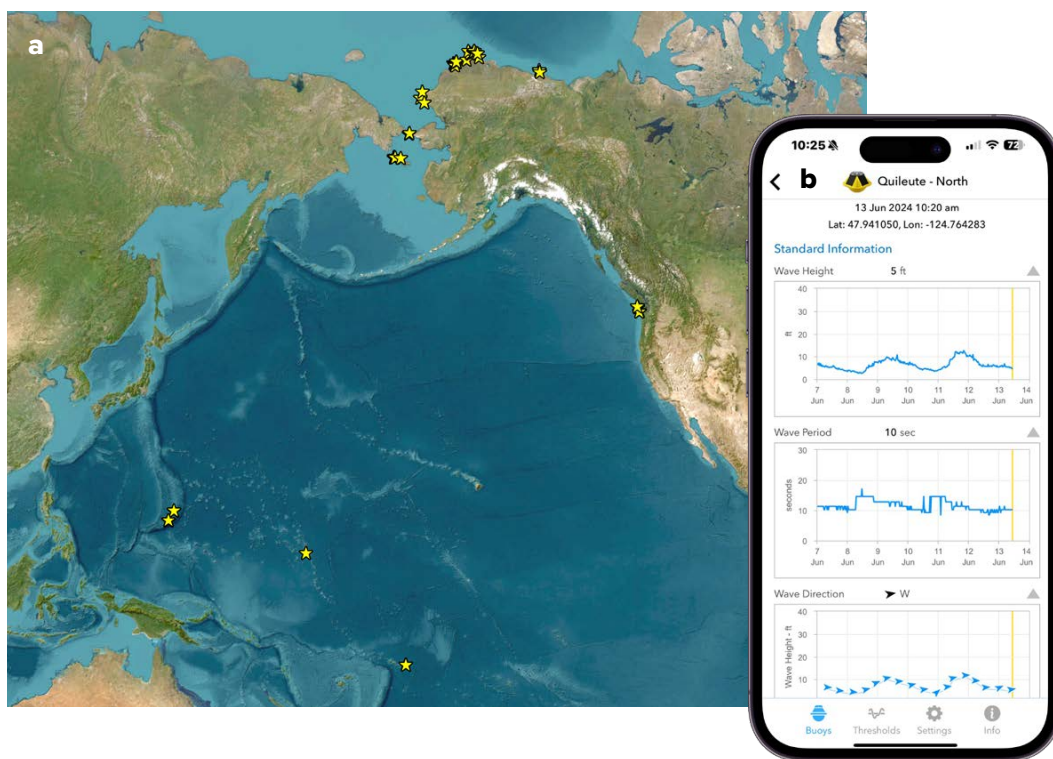 a
10:25
72
b
Quileute - North
13 Jun 2024 10:20 am
Lat: 47.941050, Lon: -124.764283
Standard Information
Wave Height 5 ft
40
30
20
10
0
ft
7 8 9 10 11 12 13 14
Jun Jun Jun Jun Jun Jun Jun Jun
Wave Period 10 sec
30
20
10
0
seconds
7 8 9 10 11 12 13 14
Jun Jun Jun Jun Jun Jun Jun Jun
Wave Direction W
40
30
20
10
Wave Height - ft
Buoys Thresholds Settings Info